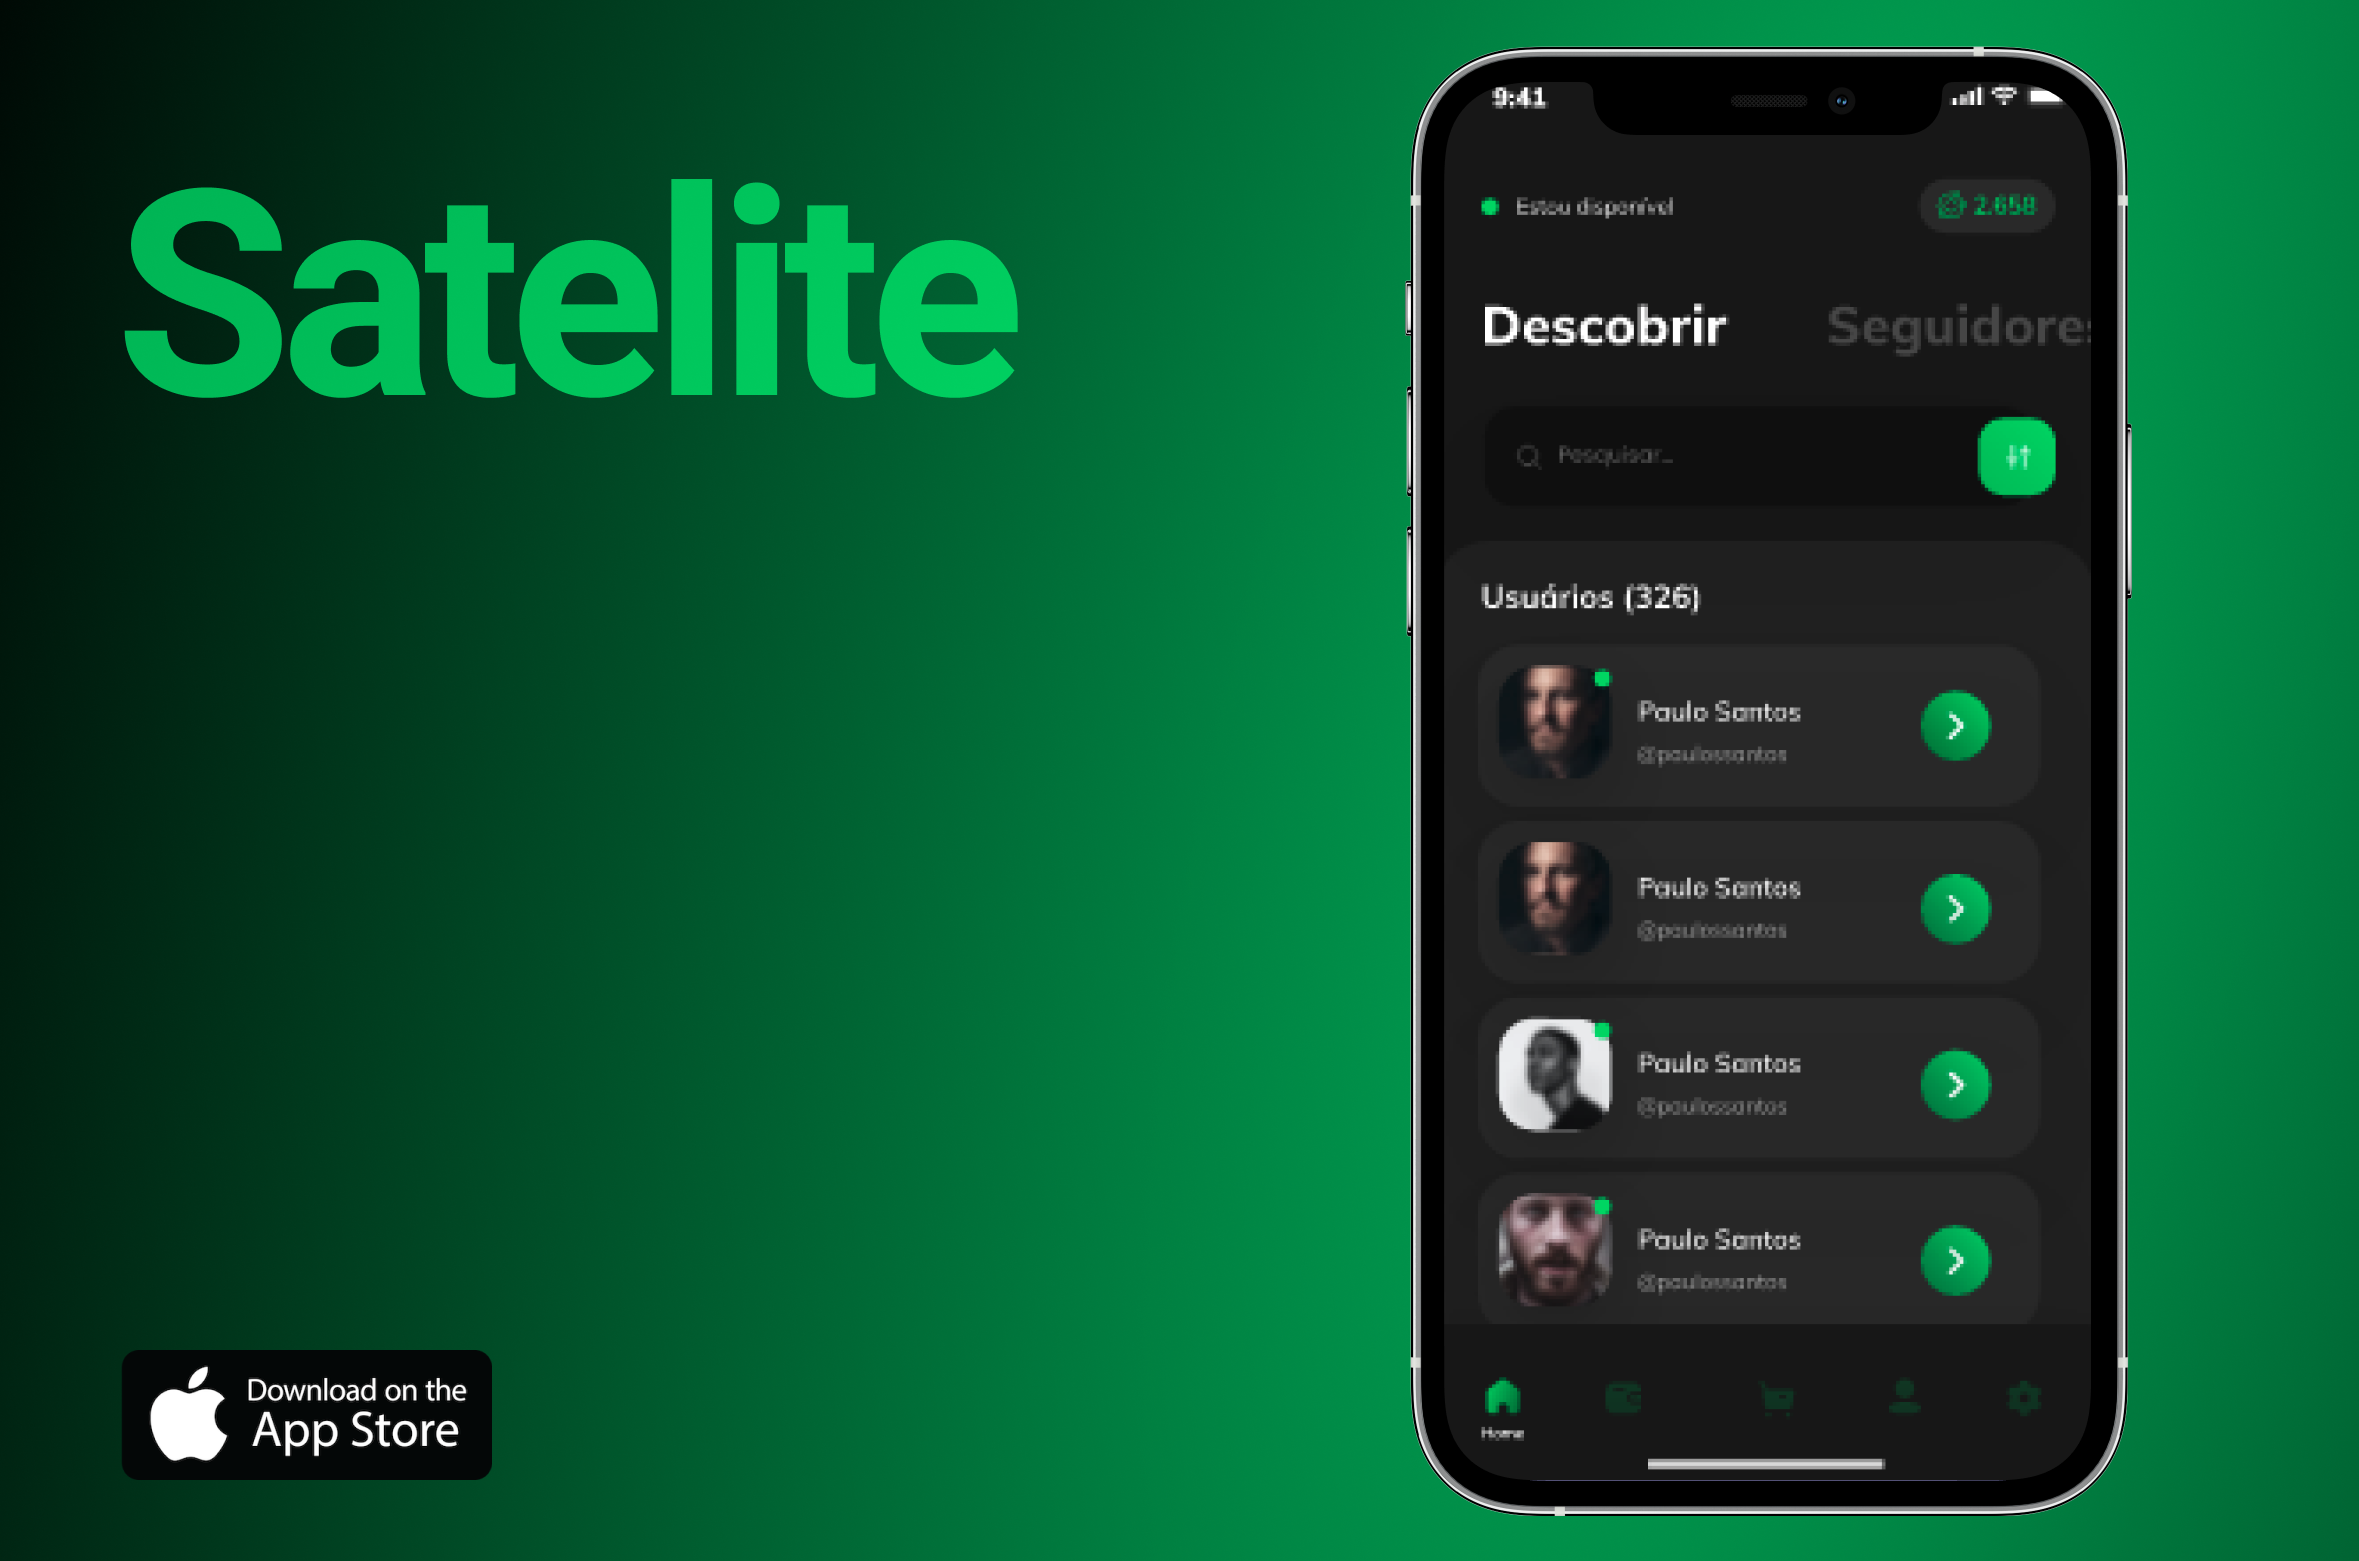 Satelite
Download on the
App Store
9:41
Estou disponível
2.658
Descobrir
Seguidores
Pesquisar...
Usuários (326)
Paulo Santos
@paulossantos
Paulo Santos
@paulossantos
Paulo Santos
@paulossantos
Paulo Santos
@paulossantos
Home